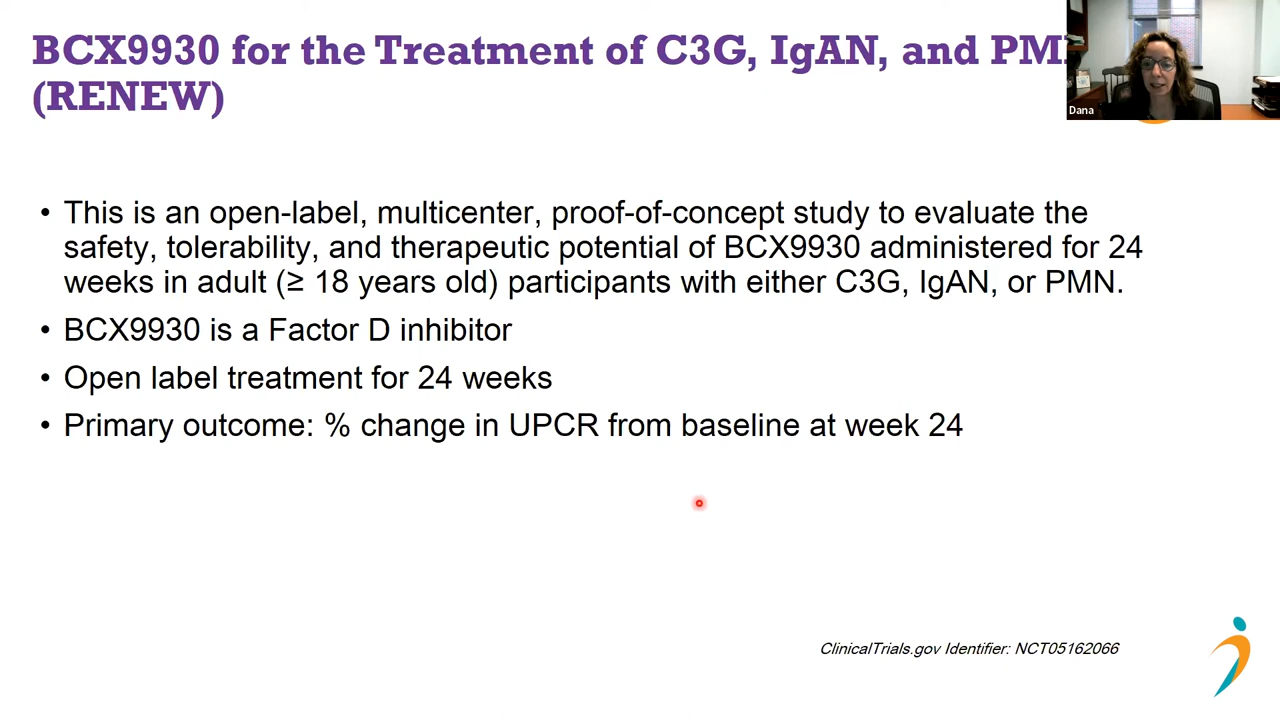 BCX9930 for the Treatment of C3G, IgAN, and
(RENEW)
Dana
• This is an open-label, multicenter, proof-of-concept study to evaluate the
safety, tolerability, and therapeutic potential of BCX9930 administered for 24
weeks in adult (≥ 18 years old) participants with either C3G, IgAN, or PMN.
• BCX9930 is a Factor D inhibitor
• Open label treatment for 24 weeks
• Primary outcome: % change in UPCR from baseline at week 24
ClinicalTrials.gov Identifier: NCT05162066